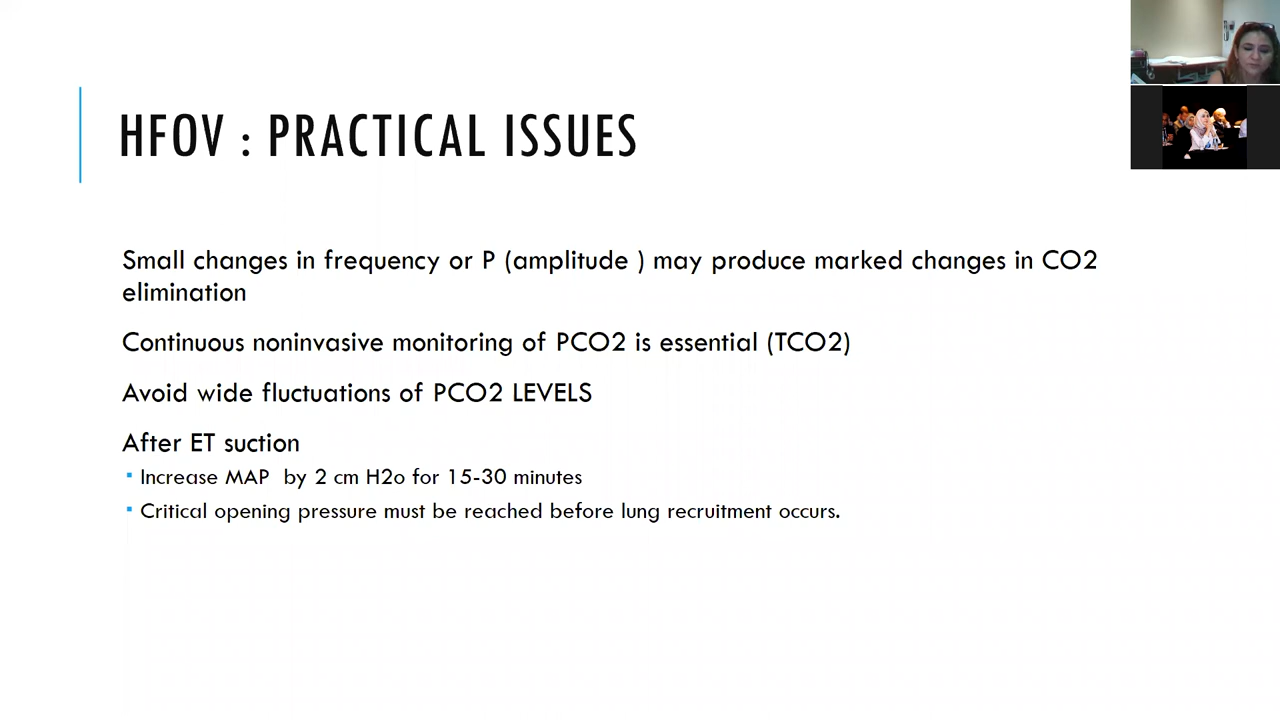 HFOV : PRACTICAL ISSUES
Small changes in frequency or P (amplitude ) may produce marked changes in CO2
elimination
Continuous noninvasive monitoring of PCO2 is essential (TCO2)
Avoid wide fluctuations of PCO2 LEVELS
After ET suction
▪ Increase MAP  by 2 cm H2o for 15-30 minutes
▪ Critical opening pressure must be reached before lung recruitment occurs.